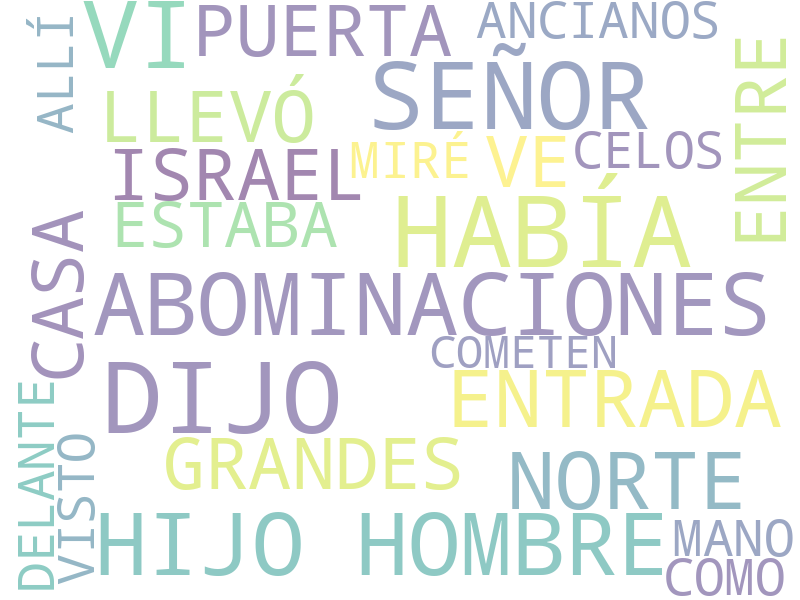 VI PUERTA ANCIANOS
ALLÍ
LLEVÓ SEÑOR
ENTRE
ISRAEL MIRÉ VE CELOS
ESTABA HABÍA
CASA
ABOMINACIONES
COMETEN
DIJO ENTRADA
DELANTE
GRANDES NORTE
VISTO
HIJO HOMBRE MANO
COMO